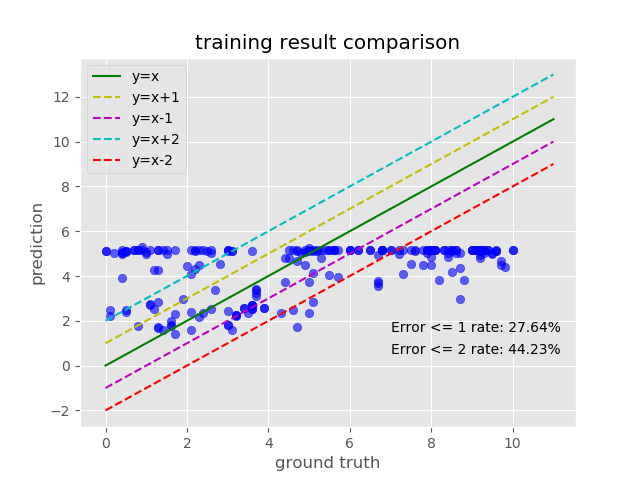 training result comparison
y=x
y=x+1
y=x-1
y=x+2
y=x-2
12
10
8
6
4
2
0
−2
prediction
Error <= 1 rate: 27.64%
Error <= 2 rate: 44.23%
0 2 4 6 8 10
ground truth